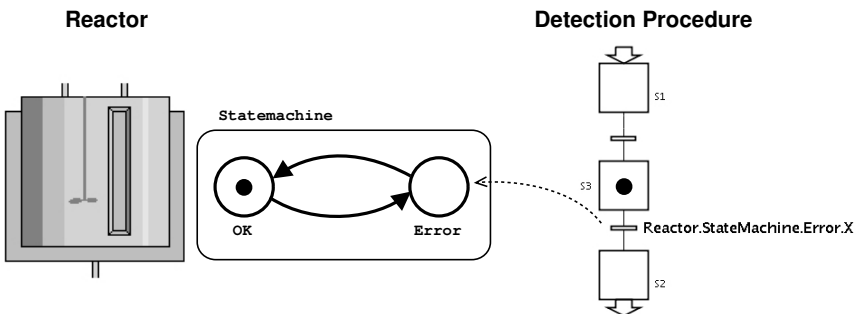 Reactor
Detection Procedure
Statemachine
OK
Error
S1
S3
Reactor.StateMachine.Error.X
S2